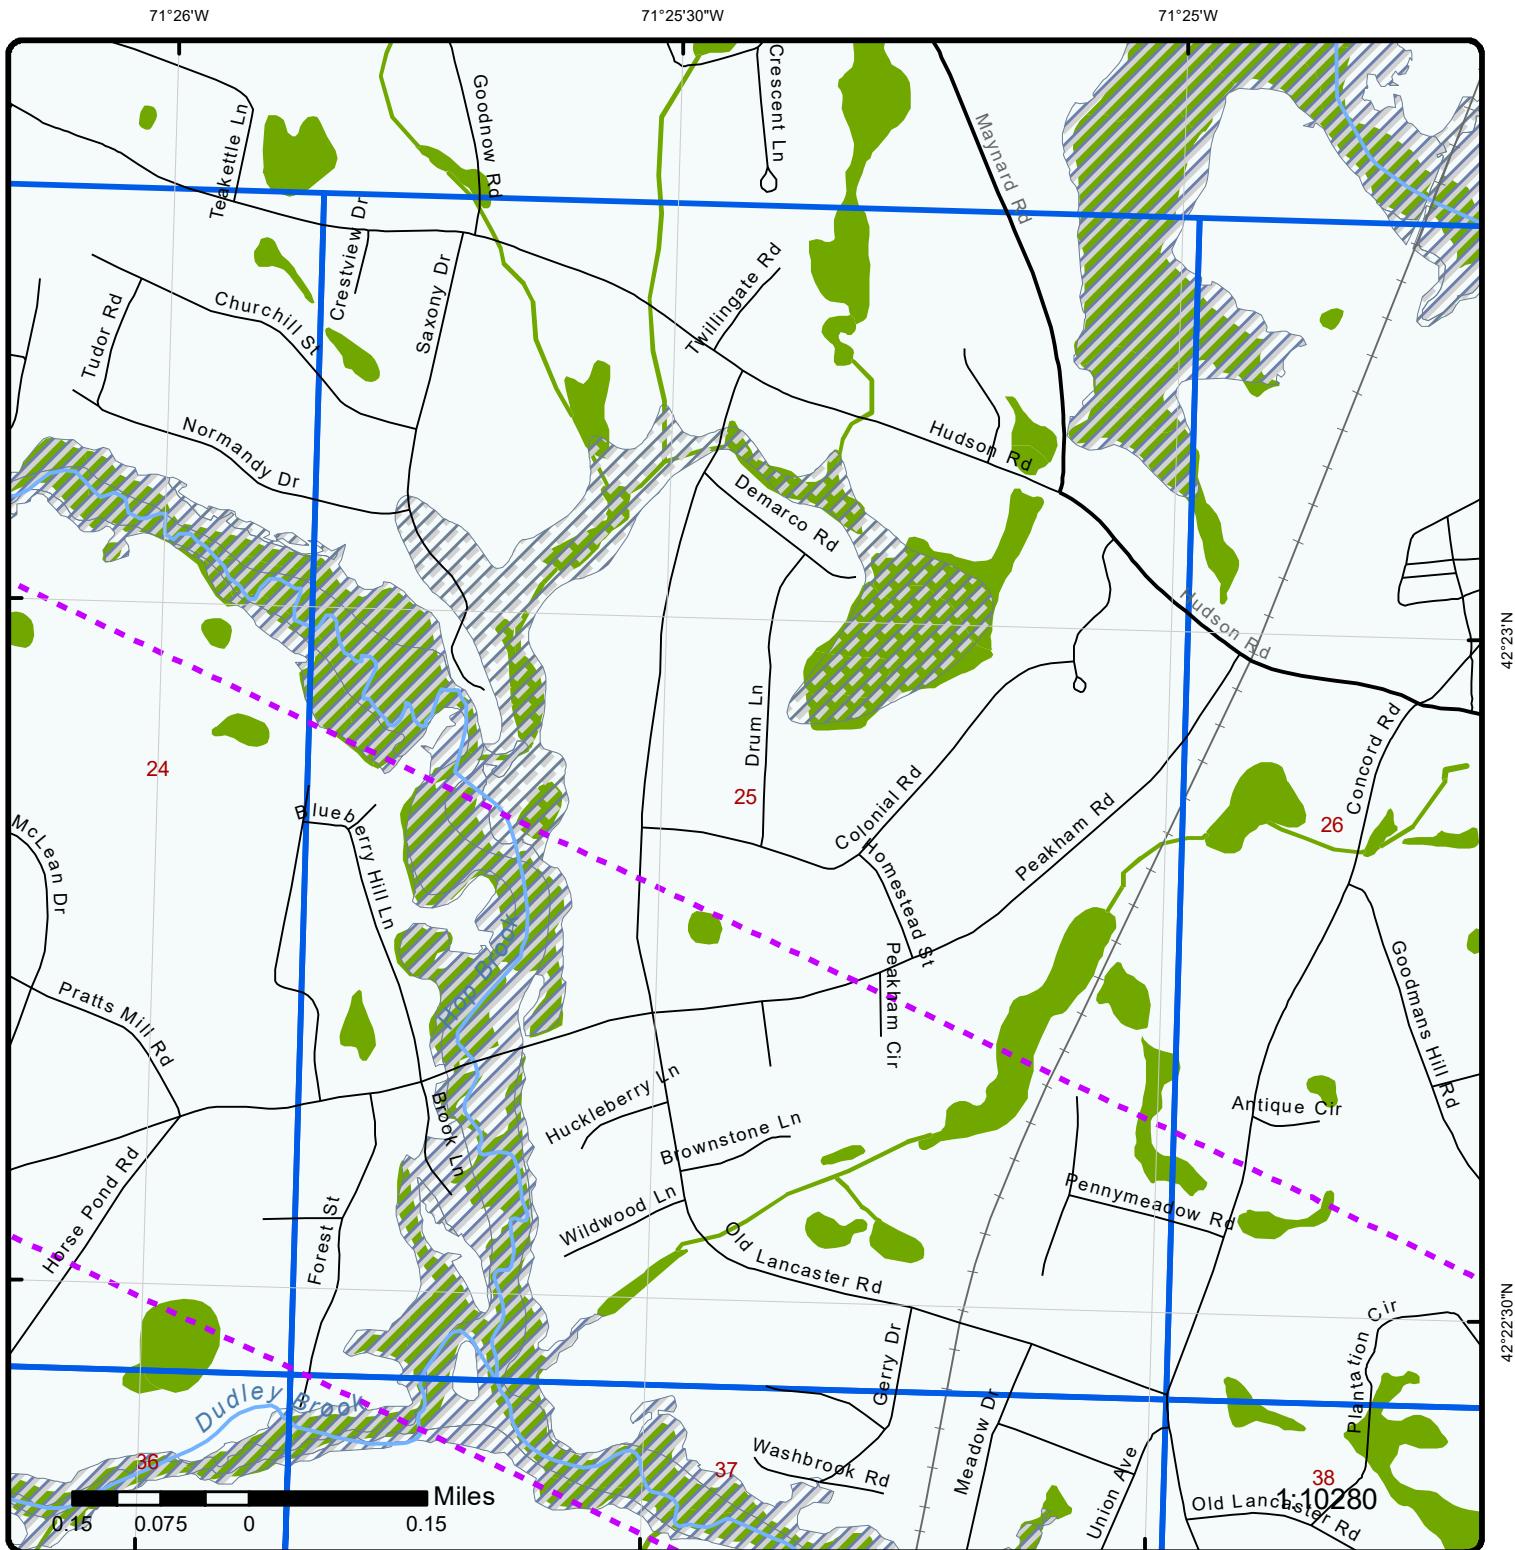 71°26'W
71°25'30"W
71°25'W
Goodnow Rd
Crescent Ln
Teakettle Ln
Maynard Rd
Crestview Dr
Saxony Dr
Twillingate Rd
Tudor Rd
Churchill St
Normandy Dr
Hudson Rd
Demarco Rd
Hudson Rd
42°23'N
Drum Ln
24
25
Concord Rd
Colonial Rd
Peakham Rd
26
Blueberry Hill Ln
McLean Dr
Homestead St
Hop Brook
Peakham Cir
Goodmans Hill Rd
Pratts Mill Rd
Huckleberry Ln
Brook Ln
Antique Cir
Brownstone Ln
Horse Pond Rd
Pennymeadow Rd
Wildwood Ln
Forest St
Old Lancaster Rd
42°22'30"N
Plantation Cir
Gerry Dr
Dudley Brook
Meadow Dr
36
37
Washbrook Rd
38
Union Ave
Miles
1:10280
Old Lancaster Rd
0.15
0.075
0
0.15